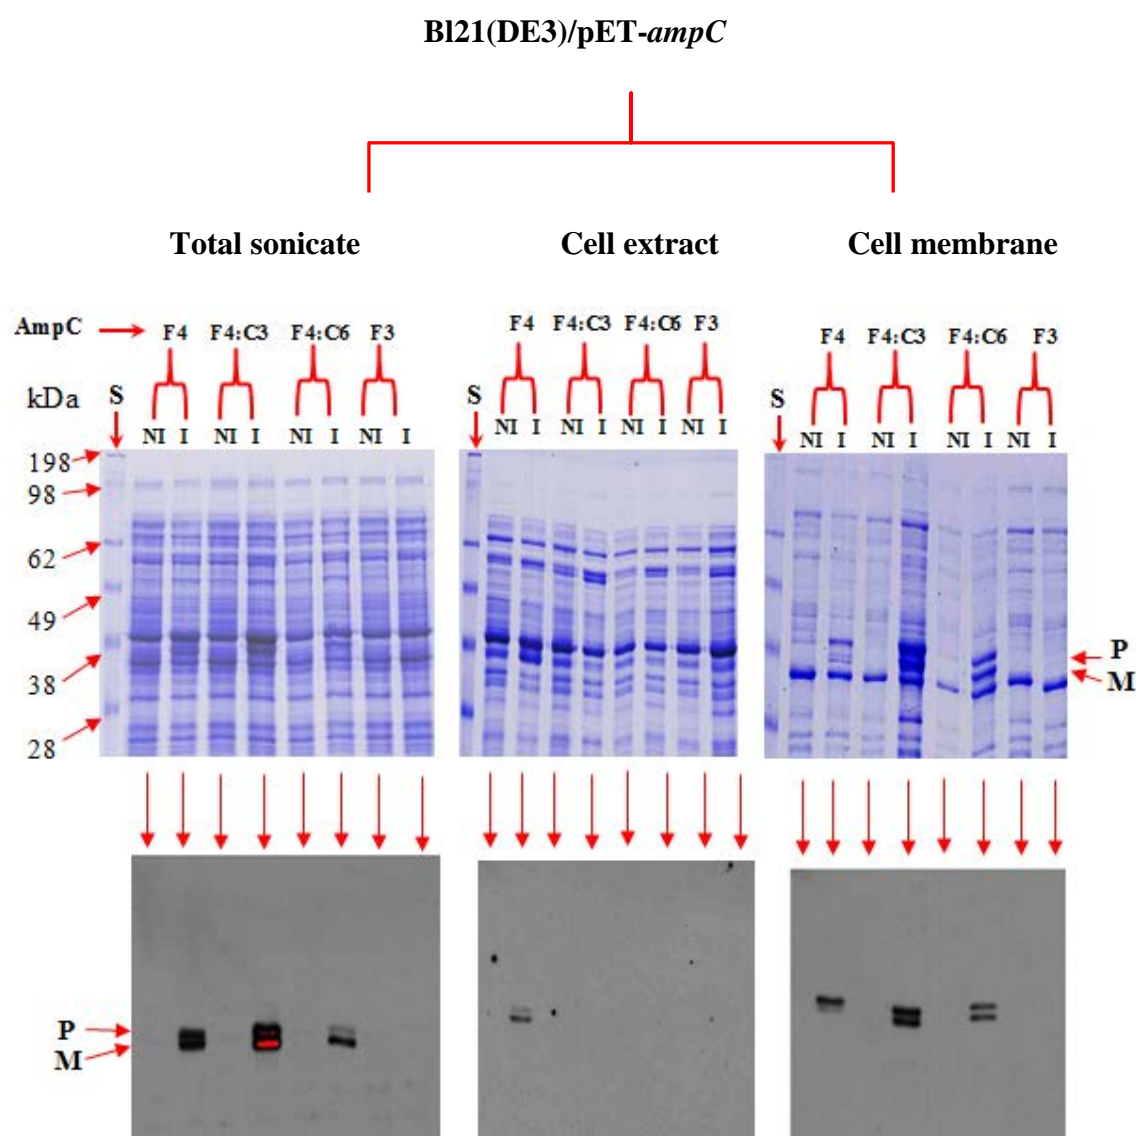 Bl21(DE3)/pET-ampC
Total sonicate Cell extract Cell membrane
AmpC F4 F4:C3 F4:C6 F3 F4 F4:C3 F4:C6 F3 F4 F4:C3 F4:C6 F3
kDa S S S
NI I NI I NI I NI I NI I NI I NI I NI I NI I NI I NI I NI I
198
98
62
49
38
28
P
M
P
M